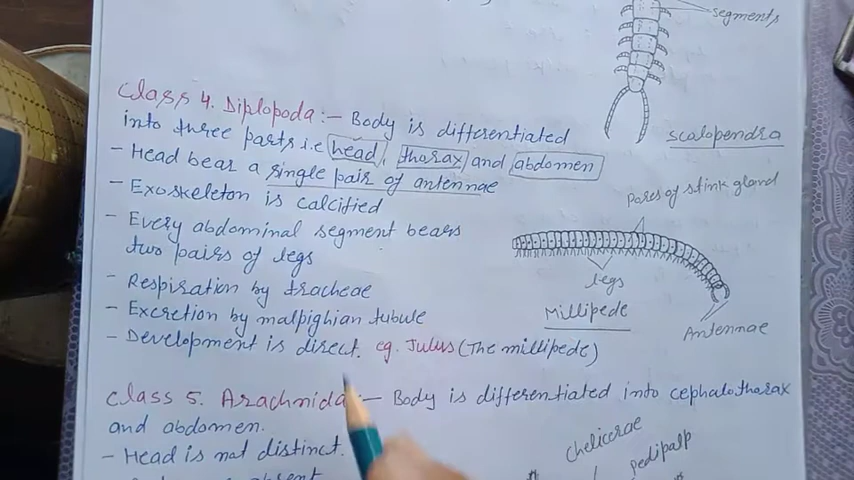 segments
scalopendra
Class 4. Diplopoda :- Body is differentiated
into three parts i.e head, thorax and abdomen
- Head bear a single pair of antennae
- Exoskeleton is calcified
- Every abdominal segment bears
two pairs of legs
- Respiration by tracheae
- Excretion by malpighian tubule
- Development is direct. eg. Julus (The millipede)
Pores of stink gland
legs
Millipede
Antennae
Class 5. Arachnida :- Body is differentiated into cephalothorax
and abdomen.
- Head is not distinct.
absent
Chelicerae
pedipalp